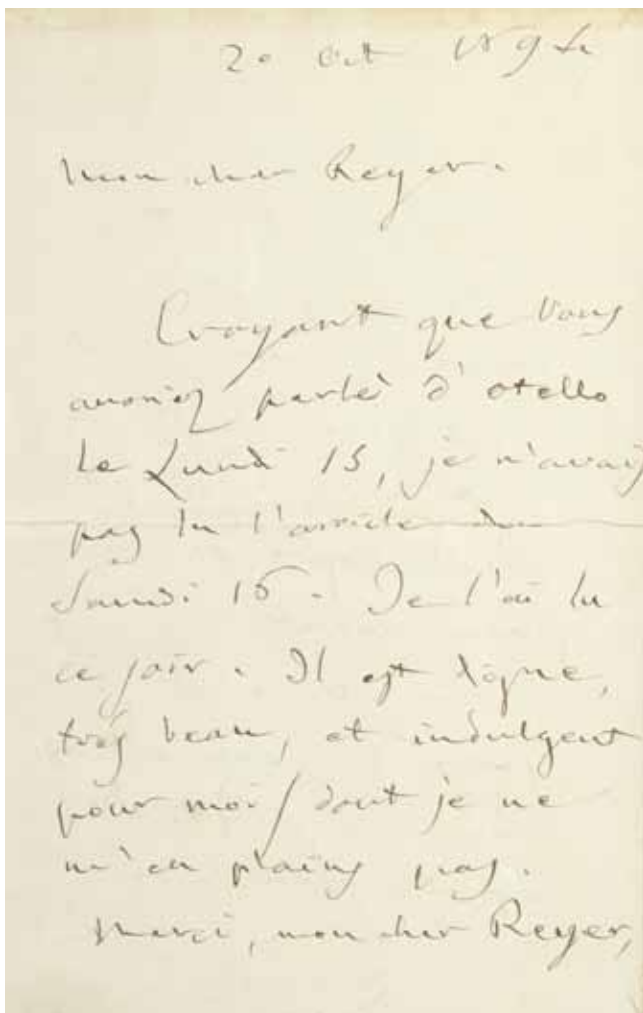 20 Oct 1894
Mon cher Reyer.
Croyant que vous
auriez parlé d'otello
le Lundi 15, je n'avais
pas lu l'article du
Samedi 16. Je l'ai lu
ce soir. Il est digne,
très beau, et indulgent
pour moi, dont je ne
m'en plains pas.
Merci, mon cher Reyer,